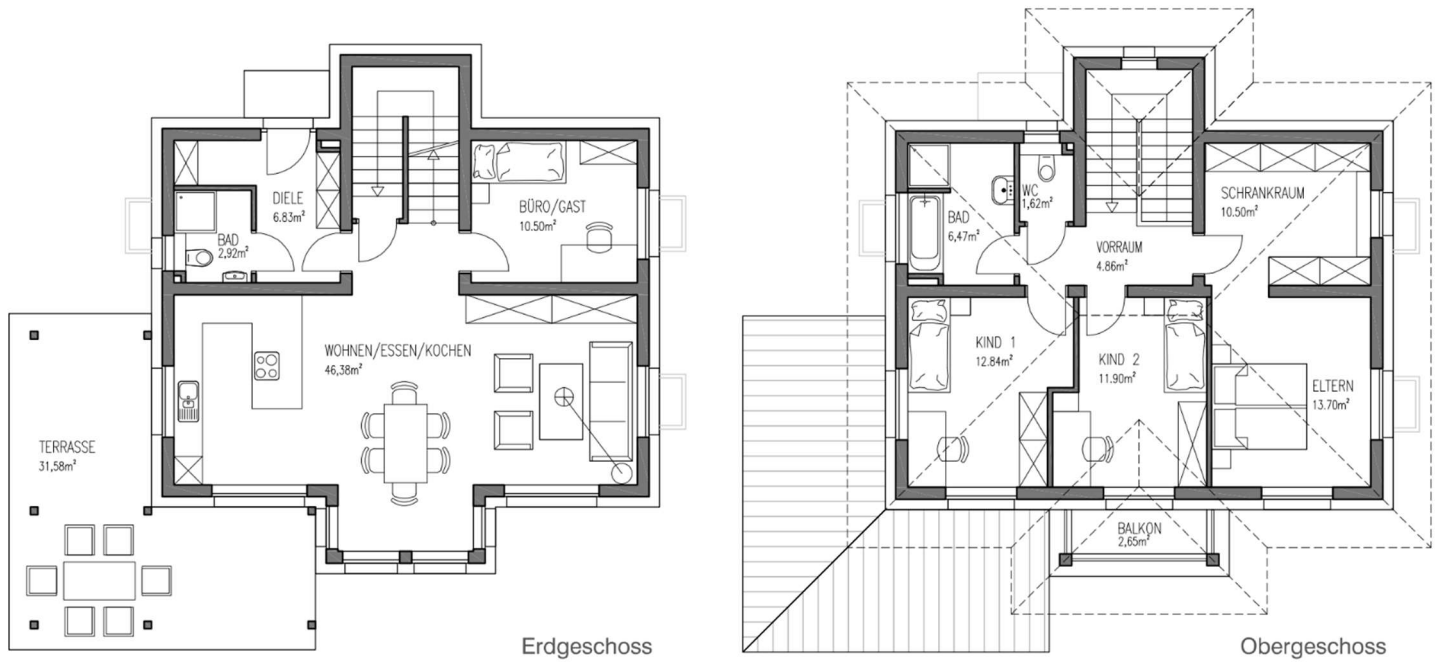 DIELE
6.83m²
BAD
2,92m²
BÜRO/GAST
10.50m²
WOHNEN/ESSEN/KOCHEN
46,38m²
TERRASSE
31,58m²
Erdgeschoss
BAD
6,47m²
WC
1,62m²
VORRAUM
4.86m²
SCHRANKRAUM
10.50m²
KIND 1
12.84m²
KIND 2
11.90m²
ELTERN
13.70m²
BALKON
2,65m²
Obergeschoss